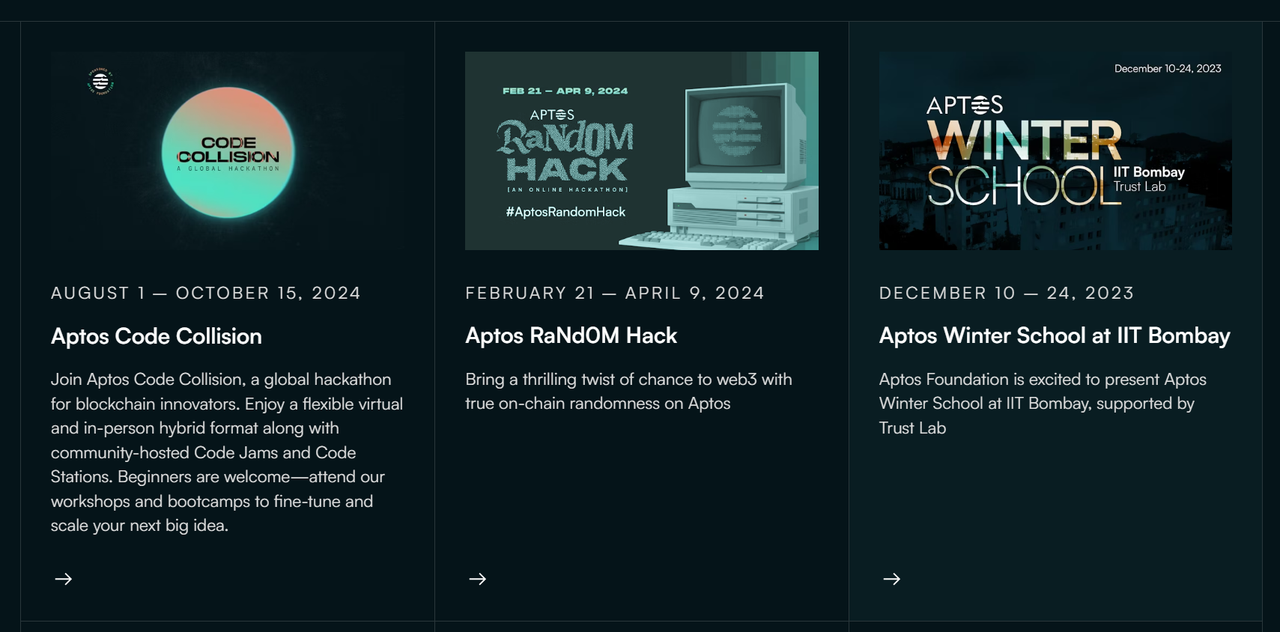 CODE
COLLISION
A GLOBAL HACKATHON
AUGUST 1 — OCTOBER 15, 2024
Aptos Code Collision
Join Aptos Code Collision, a global hackathon
for blockchain innovators. Enjoy a flexible virtual
and in-person hybrid format along with
community-hosted Code Jams and Code
Stations. Beginners are welcome—attend our
workshops and bootcamps to fine-tune and
scale your next big idea.
FEB 21 — APR 9, 2024
APTOS
RaNdOM
HACK
[AN ONLINE HACKATHON]
#AptosRandomHack
FEBRUARY 21 — APRIL 9, 2024
Aptos RaNd0M Hack
Bring a thrilling twist of chance to web3 with
true on-chain randomness on Aptos
December 10-24, 2023
APTOS
WINTER
SCHOOL
IIT Bombay
Trust Lab
DECEMBER 10 — 24, 2023
Aptos Winter School at IIT Bombay
Aptos Foundation is excited to present Aptos
Winter School at IIT Bombay, supported by
Trust Lab